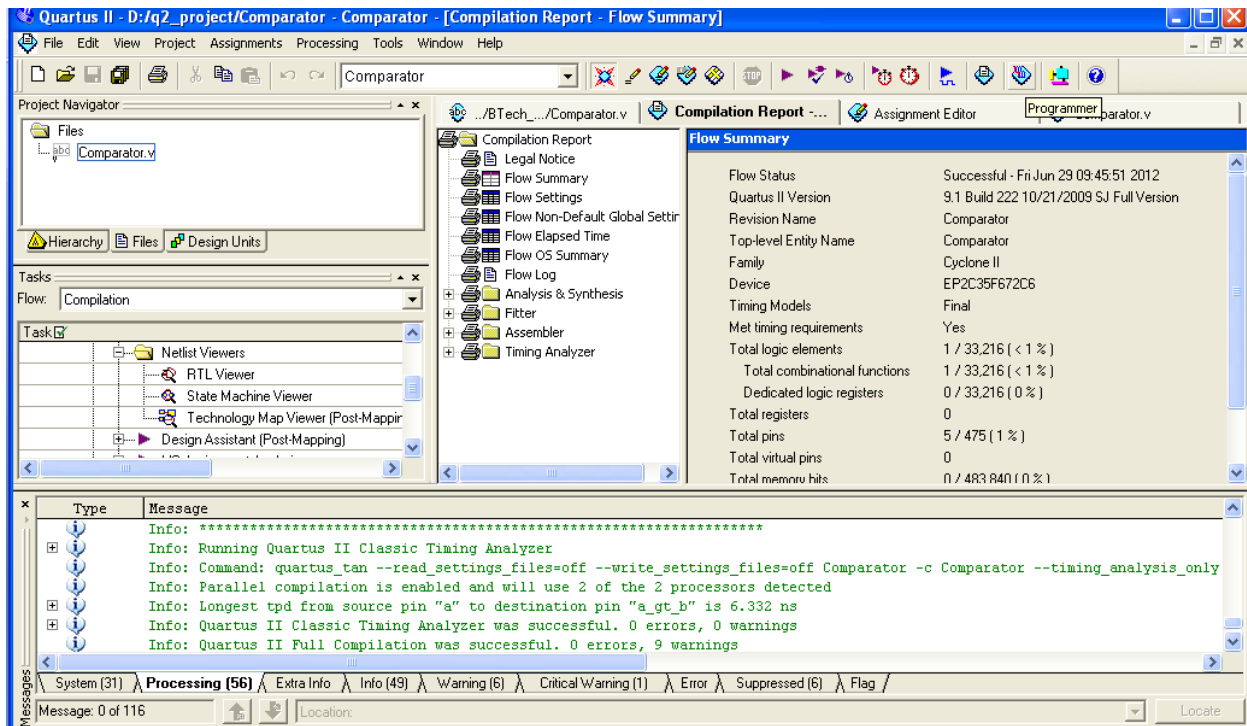 Quartus II - D:/q2_project/Comparator - Comparator - [Compilation Report - Flow Summary]
File Edit View Project Assignments Processing Tools Window Help
Comparator
STOP
Project Navigator
Files
abc Comparator.v
Hierarchy Files Design Units
Tasks
Flow: Compilation
Task
Netlist Viewers
RTL Viewer
State Machine Viewer
Technology Map Viewer (Post-Mappin
Design Assistant (Post-Mapping)
abc ../BTech_.../Comparator.v Compilation Report -... Assignment Editor Programmer parator.v
Compilation Report
Legal Notice
Flow Summary
Flow Settings
Flow Non-Default Global Settir
Flow Elapsed Time
Flow OS Summary
Flow Log
Analysis & Synthesis
Fitter
Assembler
Timing Analyzer
Flow Summary
Flow Status Successful - Fri Jun 29 09:45:51 2012
Quartus II Version 9.1 Build 222 10/21/2009 SJ Full Version
Revision Name Comparator
Top-level Entity Name Comparator
Family Cyclone II
Device EP2C35F672C6
Timing Models Final
Met timing requirements Yes
Total logic elements 1 / 33,216 ( < 1 % )
Total combinational functions 1 / 33,216 ( < 1 % )
Dedicated logic registers 0 / 33,216 ( 0 % )
Total registers 0
Total pins 5 / 475 ( 1 % )
Total virtual pins 0
Total memory bits 0 / 483,840 ( 0 % )
Type Message
Info: *******************************************************************
Info: Running Quartus II Classic Timing Analyzer
Info: Command: quartus_tan --read_settings_files=off --write_settings_files=off Comparator -c Comparator --timing_analysis_only
Info: Parallel compilation is enabled and will use 2 of the 2 processors detected
Info: Longest tpd from source pin "a" to destination pin "a_gt_b" is 6.332 ns
Info: Quartus II Classic Timing Analyzer was successful. 0 errors, 0 warnings
Info: Quartus II Full Compilation was successful. 0 errors, 9 warnings
System (31) Processing (56) Extra Info Info (49) Warning (6) Critical Warning (1) Error Suppressed (6) Flag
Messages
Message: 0 of 116 Location: Locate